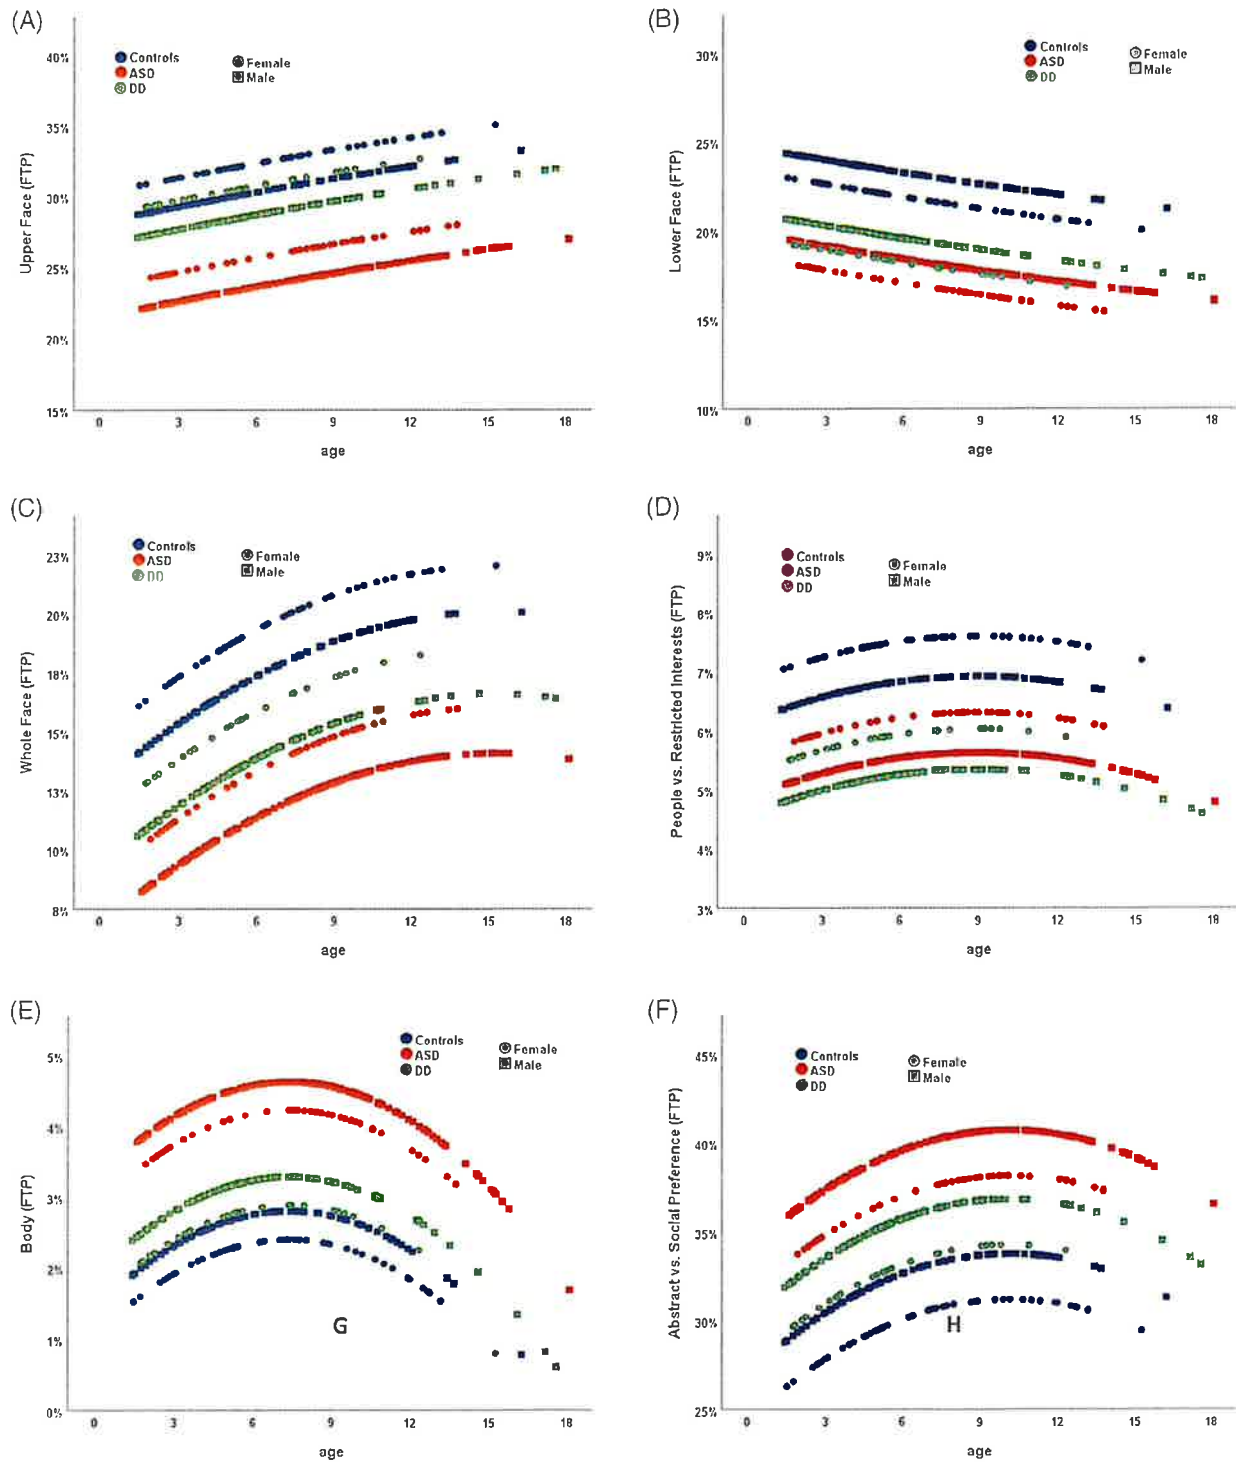 (A)
Controls
ASD
DD
Female
Male
40%
35%
30%
25%
20%
15%
Upper Face (FTP)
0 3 6 9 12 15 18
age
(B)
Controls
ASD
DD
Female
Male
30%
25%
20%
15%
10%
Lower Face (FTP)
0 3 6 9 12 15 18
age
(C)
Controls
ASD
DD
Female
Male
23%
20%
18%
15%
13%
10%
8%
Whole Face (FTP)
0 3 6 9 12 15 18
age
(D)
Controls
ASD
DD
Female
Male
9%
8%
7%
6%
5%
4%
3%
People vs. Restricted Interests (FTP)
0 3 6 9 12 15 18
age
(E)
Controls
ASD
DD
Female
Male
5%
4%
3%
2%
1%
0%
Body (FTP)
G
0 3 6 9 12 15 18
age
(F)
Controls
ASD
DD
Female
Male
45%
40%
35%
30%
25%
Abstract vs. Social Preference (FTP)
H
0 3 6 9 12 15 18
age